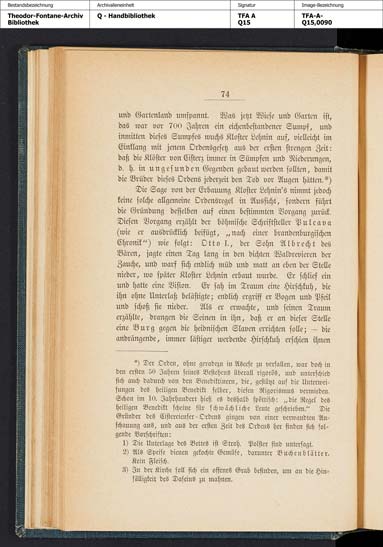 Bestandsbezeichnung
Theodor-Fontane-Archiv
Bibliothek
Archivalieneinheit
Q - Handbibliothek
Signatur
TFA A
Q15
Image-Bezeichnung
TFA-A-
Q15,0090
74
und Gartenland umspannt. Was jetzt Wiese und Garten ist,
das war vor 700 Jahren ein eichenbestandener Sumpf, und
inmitten dieses Sumpfes wuchs Kloster Lehnin auf, vielleicht im
Einklang mit jenem Ordensgesetz aus der ersten strengen Zeit:
daß die Klöster von Cisterz immer in Sümpfen und Niederungen,
d. h. in ungesunden Gegenden gebaut werden sollten, damit
die Brüder dieses Ordens jederzeit den Tod vor Augen hätten.*)
Die Sage von der Erbauung Kloster Lehnin's nimmt jedoch
keine solche allgemeine Ordensregel in Aussicht, sondern führt
die Gründung desselben auf einen bestimmten Vorgang zurück.
Diesen Vorgang erzählt der böhmische Schriftsteller Pulcava
(wie er ausdrücklich beifügt, „nach einer brandenburgischen
Chronik“) wie folgt: Otto I., der Sohn Albrecht des
Bären, jagte einen Tag lang in den dichten Waldrevieren der
Zauche, und warf sich endlich müd und matt an eben der Stelle
nieder, wo später Kloster Lehnin erbaut wurde. Er schlief ein
und hatte eine Vision. Er sah im Traum eine Hirschkuh, die
ihn ohne Unterlaß belästigte; endlich ergriff er Bogen und Pfeil
und schoß sie nieder. Als er erwachte, und seinen Traum
erzählte, drangen die Seinen in ihn, daß er an dieser Stelle
eine Burg gegen die heidnischen Slaven errichten solle; — die
andrängende, immer lästiger werdende Hirschkuh erschien ihnen
*) Der Orden, ohne geradezu in Askese zu verfallen, war doch in
den ersten 50 Jahren seines Bestehens überall rigorös, und unterschied
sich auch dadurch von den Benediktinern, die, gestützt auf die Unterwei-
sungen des heiligen Benedikt selber, diesen Rigorismus vermieden.
Schon im 10. Jahrhundert hieß es deshalb spöttisch: „die Regel des
heiligen Benedikt scheine für schwächliche Leute geschrieben.“ Die
Gründer des Cistercienser-Ordens gingen von einer verwandten An-
schauung aus, und aus der ersten Zeit des Ordens her finden sich fol-
gende Vorschriften:
1) Die Unterlage des Bettes ist Stroh. Polster sind untersagt.
2) Als Speise dienen gekochte Gemüse, darunter Buchenblätter.
Kein Fleisch.
3) In der Kirche soll sich ein offenes Grab befinden, um an die Hin-
fälligkeit des Daseins zu mahnen.